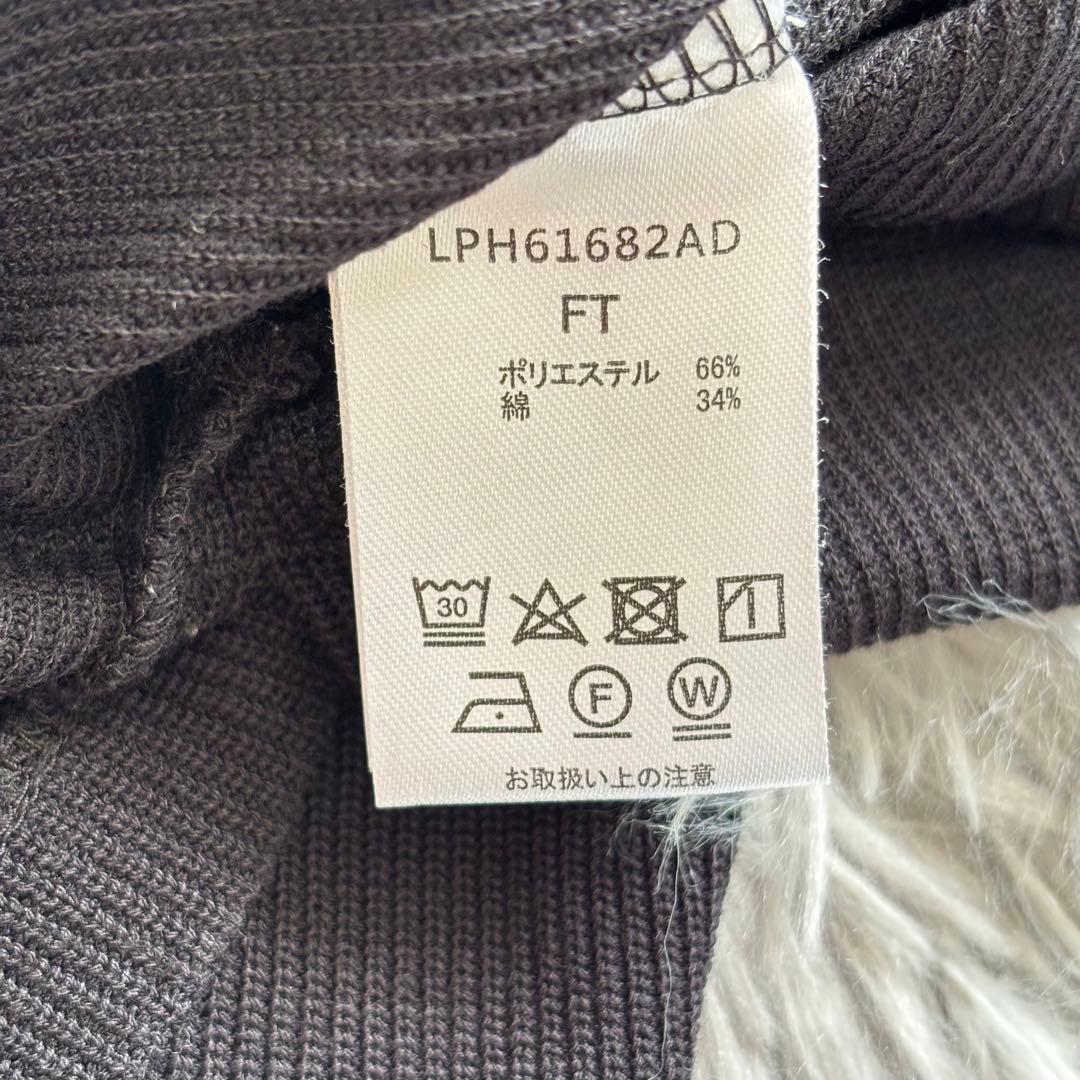 LPH61682AD
FT
ポリエステル 66%
綿 34%
30
F W
お取扱い上の注意